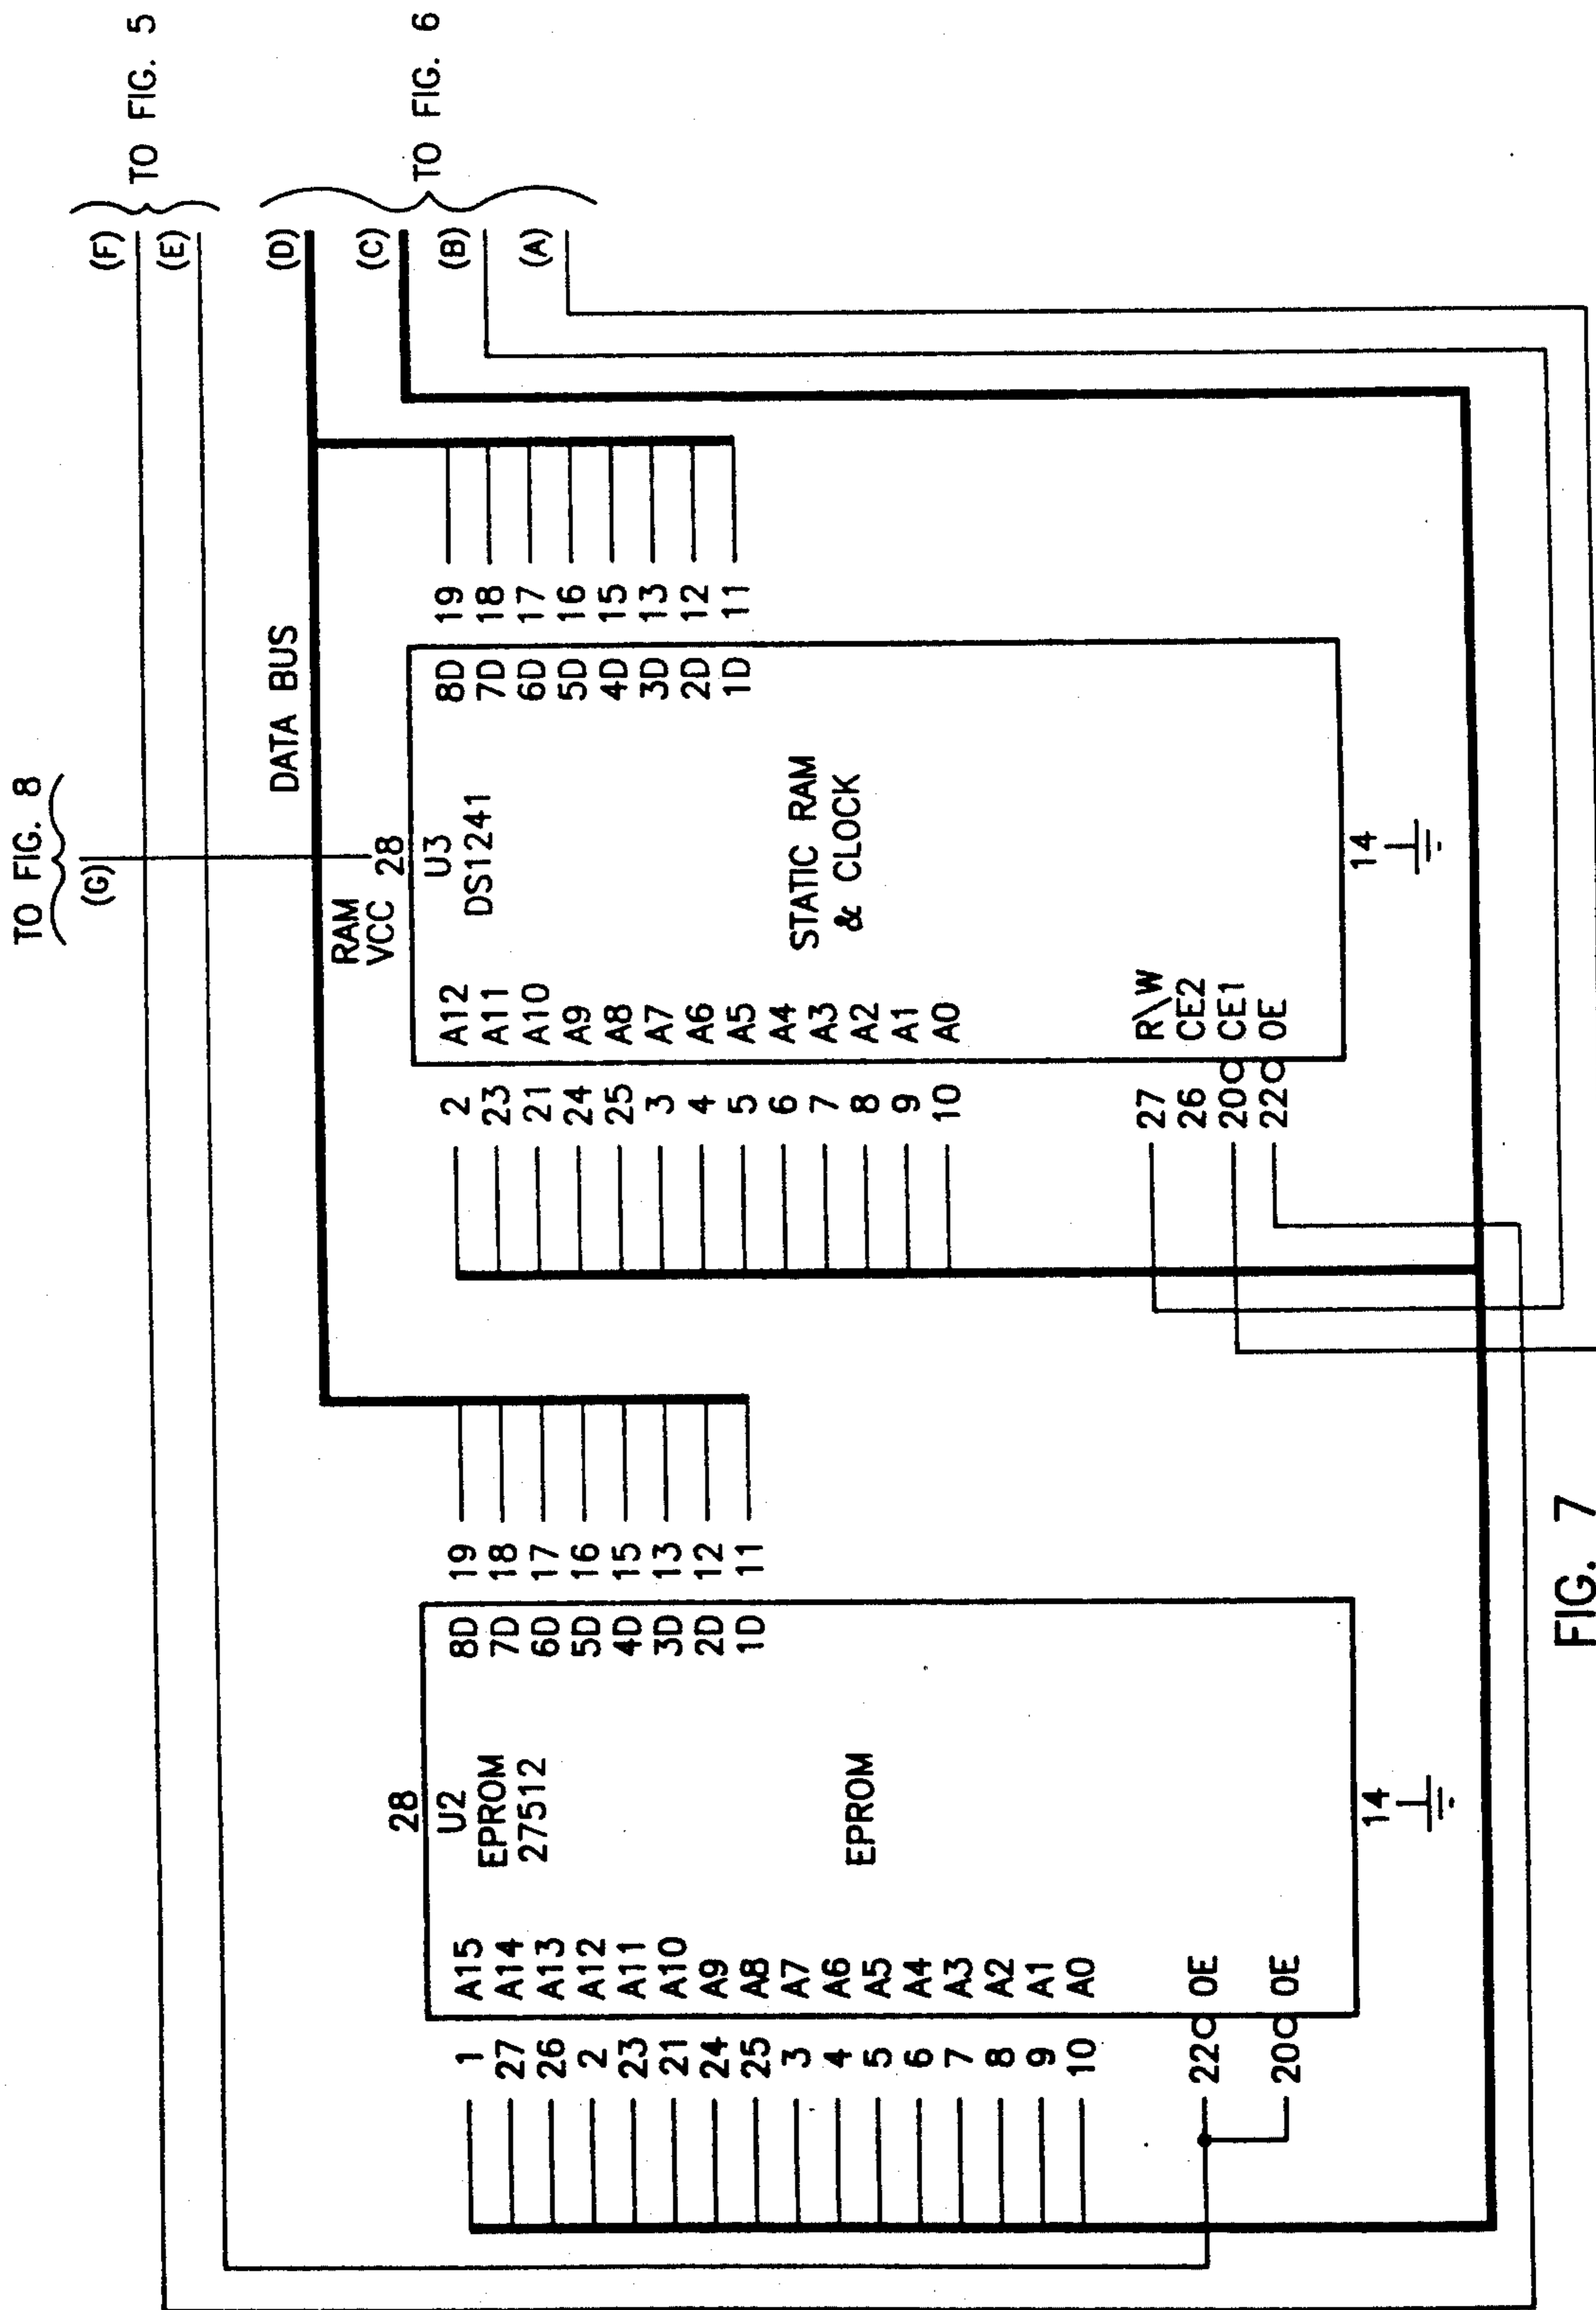 TO FIG. 8
(G)
(F)
(E)
TO FIG. 5
(D)
(C)
(B)
(A)
TO FIG. 6
DATA BUS
28
U2
EPROM
27512
EPROM
1 A15
27 A14
26 A13
2 A12
23 A11
21 A10
24 A9
25 A8
3 A7
4 A6
5 A5
6 A4
7 A3
8 A2
9 A1
10 A0
22 OE
20 OE
8D 19
7D 18
6D 17
5D 16
4D 15
3D 13
2D 12
1D 11
14
RAM
VCC 28
U3
DS1241
STATIC RAM
& CLOCK
2 A12
23 A11
21 A10
24 A9
25 A8
3 A7
4 A6
5 A5
6 A4
7 A3
8 A2
9 A1
10 A0
27 R\W
26 CE2
20 CE1
22 OE
8D 19
7D 18
6D 17
5D 16
4D 15
3D 13
2D 12
1D 11
14
FIG. 7